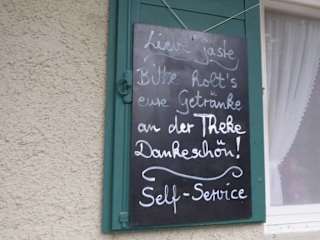 Liebe gäste
Bitte holt's
eure Getränke
an der Theke
Dankeschön!
Self-Service